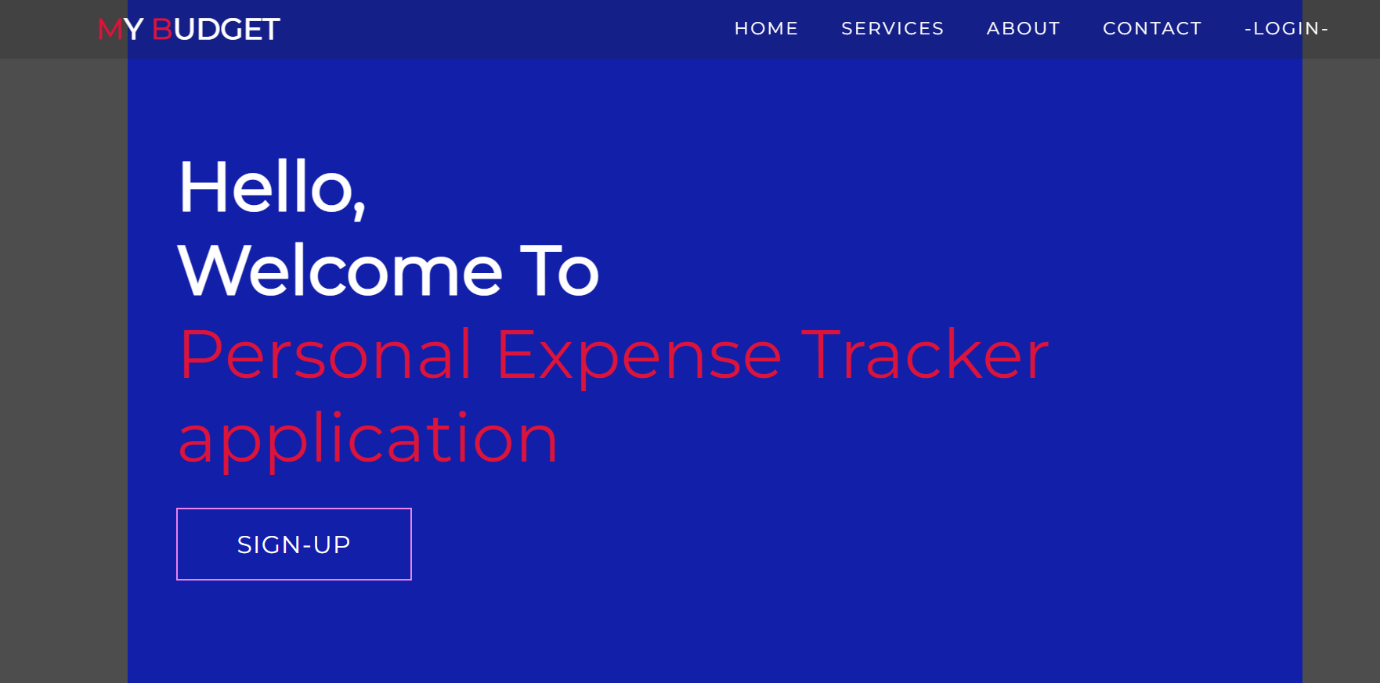 MY BUDGET
HOME SERVICES ABOUT CONTACT -LOGIN-
Hello,
Welcome To
Personal Expense Tracker
application
SIGN-UP